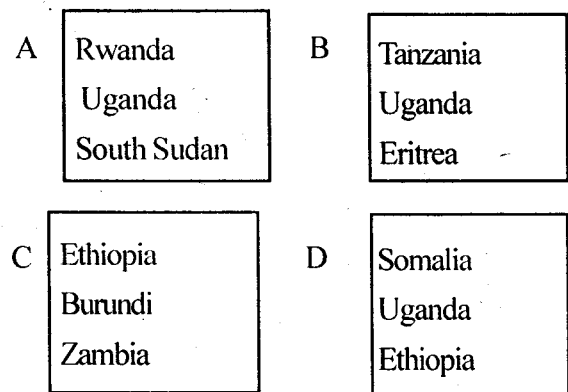 A
Rwanda
Uganda
South Sudan
B
Tanzania
Uganda
Eritrea
C
Ethiopia
Burundi
Zambia
D
Somalia
Uganda
Ethiopia